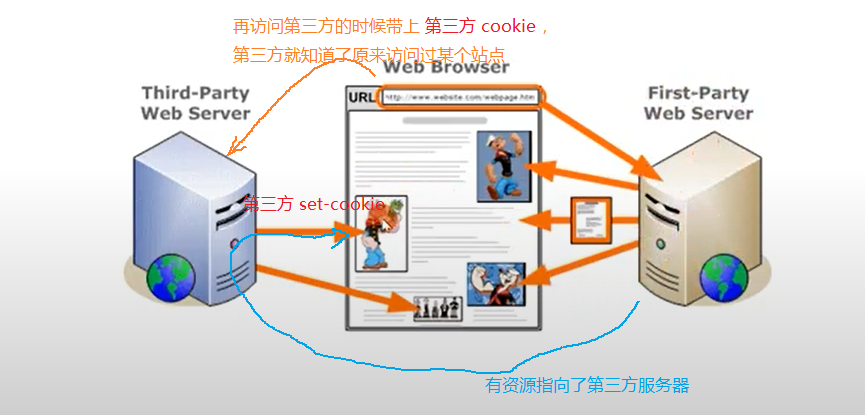 再访问第三方的时候带上 第三方 cookie，
第三方就知道了原来访问过某个站点
Web Browser
Third-Party
Web Server
URL
http://www.website.com/webpage.htm
First-Party
Web Server
第三方 set-cookie
有资源指向了第三方服务器